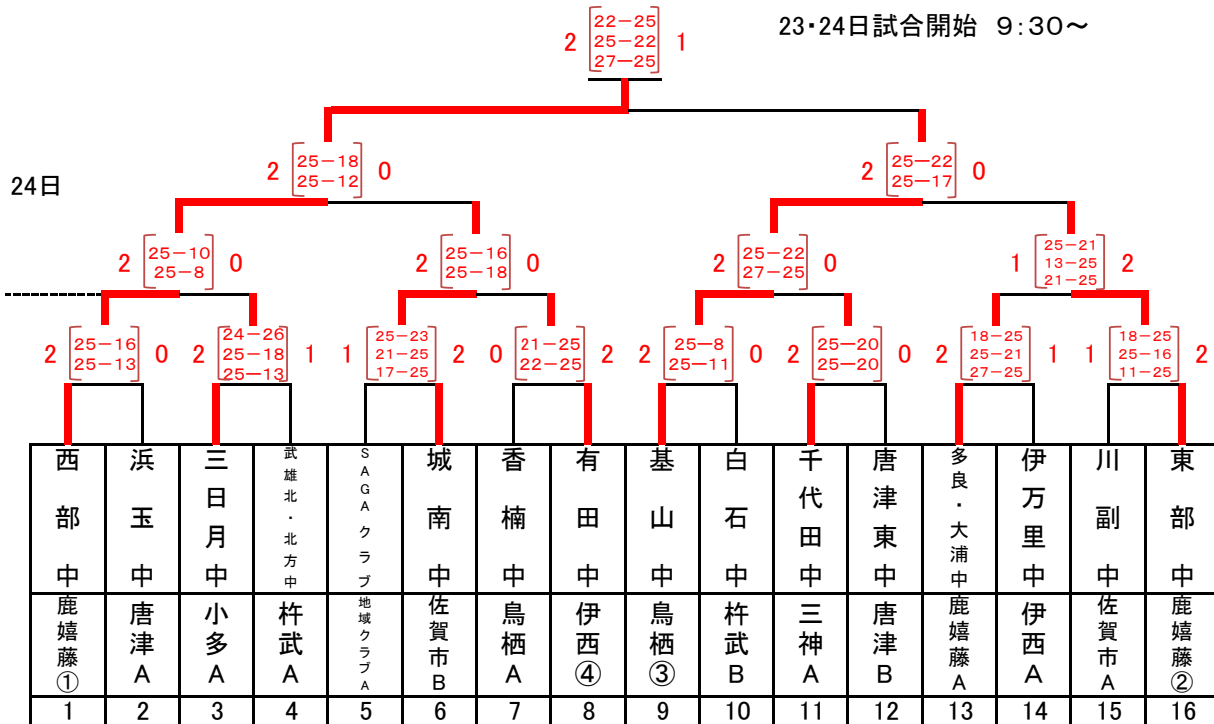 23・24日試合開始 9:30～
2 22－25 1
25－22
27－25
24日
2 25－18 0
25－12
2 25－22 0
25－17
2 25－10 0
25－8
2 25－16 0
25－18
2 25－22 0
27－25
1 25－21 2
13－25
21－25
2 25－16 0
25－13
2 24－26 1
25－18
25－13
1 25－23 2
21－25
17－25
0 21－25 2
22－25
2 25－8 0
25－11
2 25－20 0
25－20
2 18－25 1
25－21
27－25
1 18－25 2
25－16
11－25
西部中
浜玉中
三日月中
武雄北・北方中
SAGAクラブ
城南中
香楠中
有田中
基山中
白石中
千代田中
唐津東中
多良・大浦中
伊万里中
川副中
東部中
鹿嬉藤①
唐津A
小多A
杵武A
地域クラブA
佐賀市B
鳥栖A
伊西④
鳥栖③
杵武B
三神A
唐津B
鹿嬉藤A
伊西A
佐賀市A
鹿嬉藤②
1 2 3 4 5 6 7 8 9 10 11 12 13 14 15 16